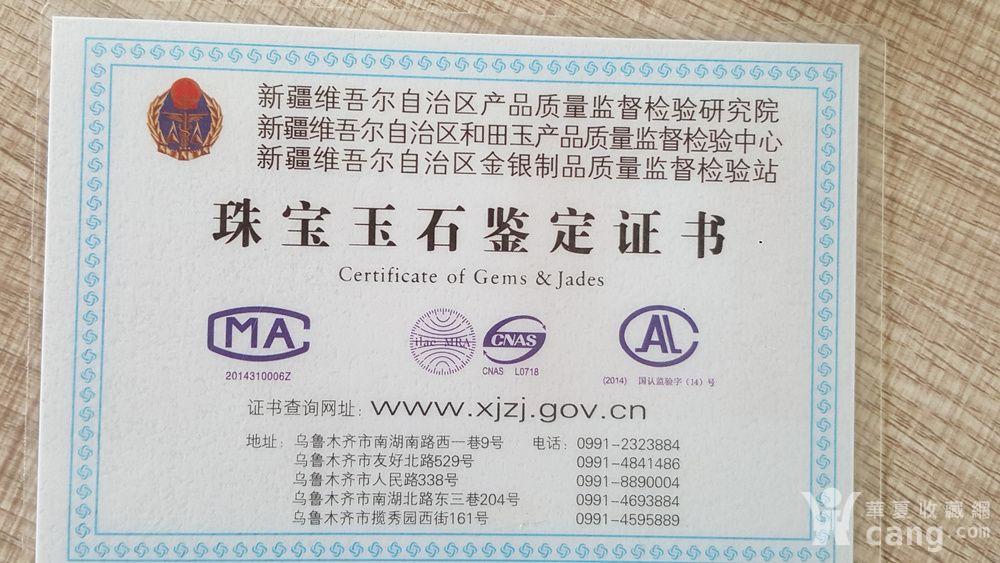 新疆维吾尔自治区产品质量监督检验研究院
新疆维吾尔自治区和田玉产品质量监督检验中心
新疆维吾尔自治区金银制品质量监督检验站
珠宝玉石鉴定证书
Certificate of Gems & Jades
MA
ilac-MRA
CNAS
AL
2014310006Z
CNAS L0718
(2014) 国认监验字(14)号
证书查询网址: www.xjzj.gov.cn
地址: 乌鲁木齐市南湖南路西一巷9号 电话: 0991-2323884
乌鲁木齐市友好北路529号 0991-4841486
乌鲁木齐市人民路338号 0991-8890004
乌鲁木齐市南湖北路东三巷204号 0991-4693884
乌鲁木齐市揽秀园西街161号 0991-4595889
華夏收藏網
cang.com